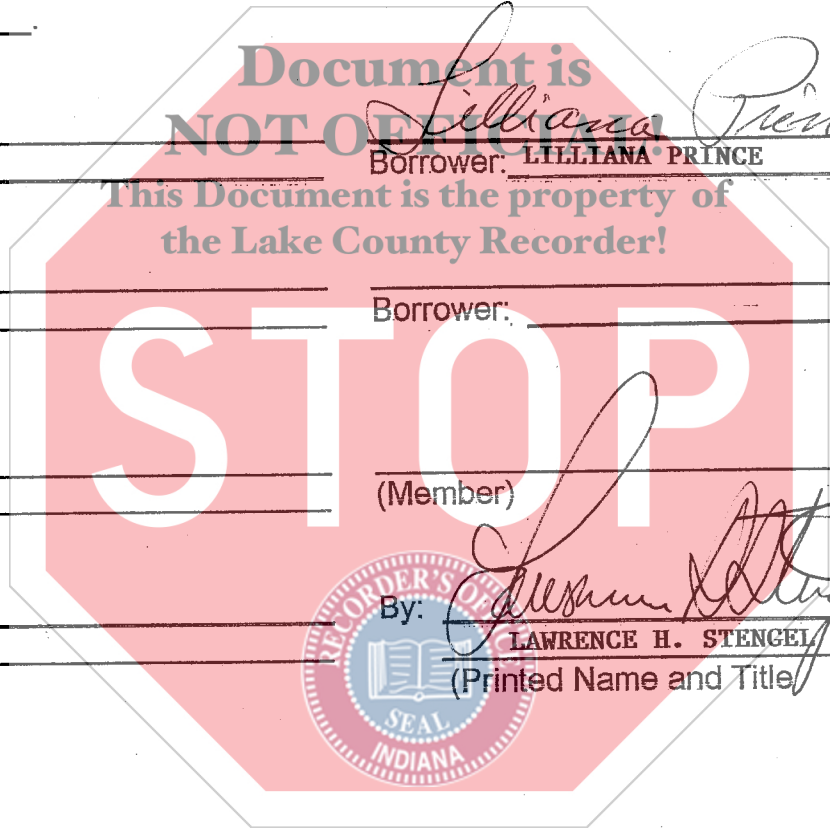 Document is
NOT OFFICIAL!
Lilliana
Borrower: LILLIANA PRINCE
This Document is the property of
the Lake County Recorder!
Borrower:
STOP
(Member)
RECORDER'S OFFICE
By:
LAWRENCE H. STENGEL
(Printed Name and Title)
SEAL
INDIANA